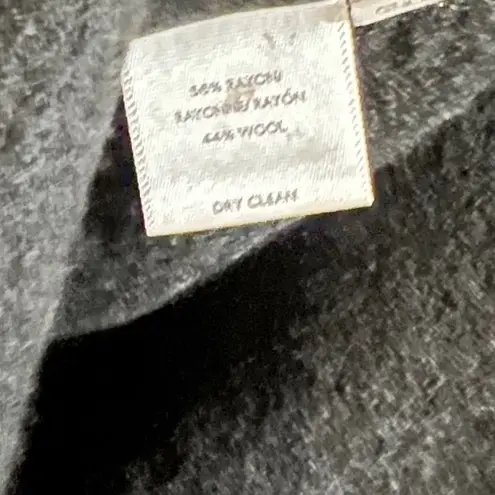 56% RAYON
RAYONNE/RAYÓN
44% WOOL
DRY CLEAN